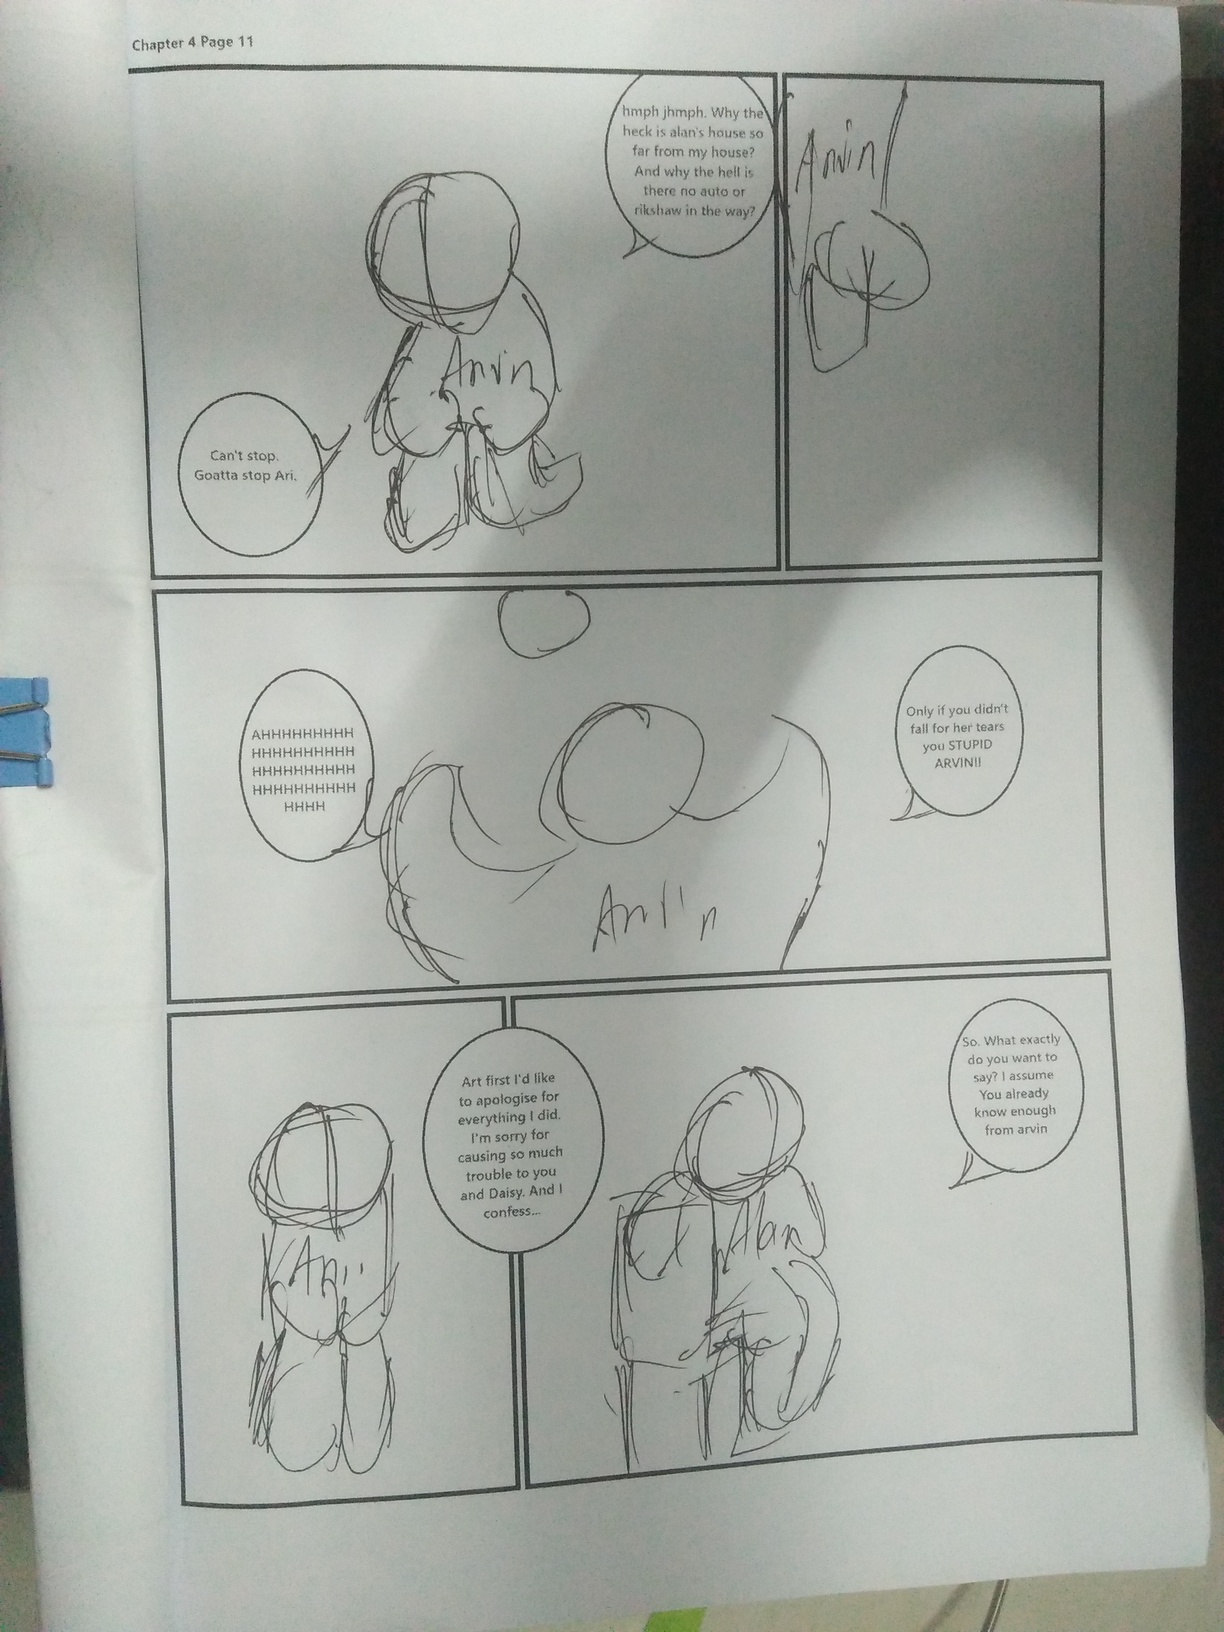 Chapter 4 Page 11
hmph jhmph. Why the
heck is alan's house so
far from my house?
And why the hell is
there no auto or
rikshaw in the way?
Arvin
Can't stop.
Goatta stop Ari.
Arvin
AHHHHHHHHHH
HHHHHHHHHHH
HHHHHHHHHHH
HHHHHHHHHHH
HHHH
Only if you didn't
fall for her tears
you STUPID
ARVIN!!
Arvin
Art first I'd like
to apologise for
everything I did.
I'm sorry for
causing so much
trouble to you
and Daisy. And I
confess...
Ari
So. What exactly
do you want to
say? I assume
You already
know enough
from arvin
Alan